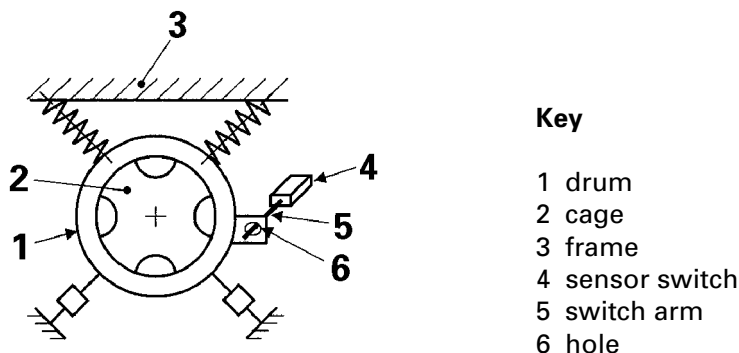 3
2
4
1
5
6
Key
1 drum
2 cage
3 frame
4 sensor switch
5 switch arm
6 hole